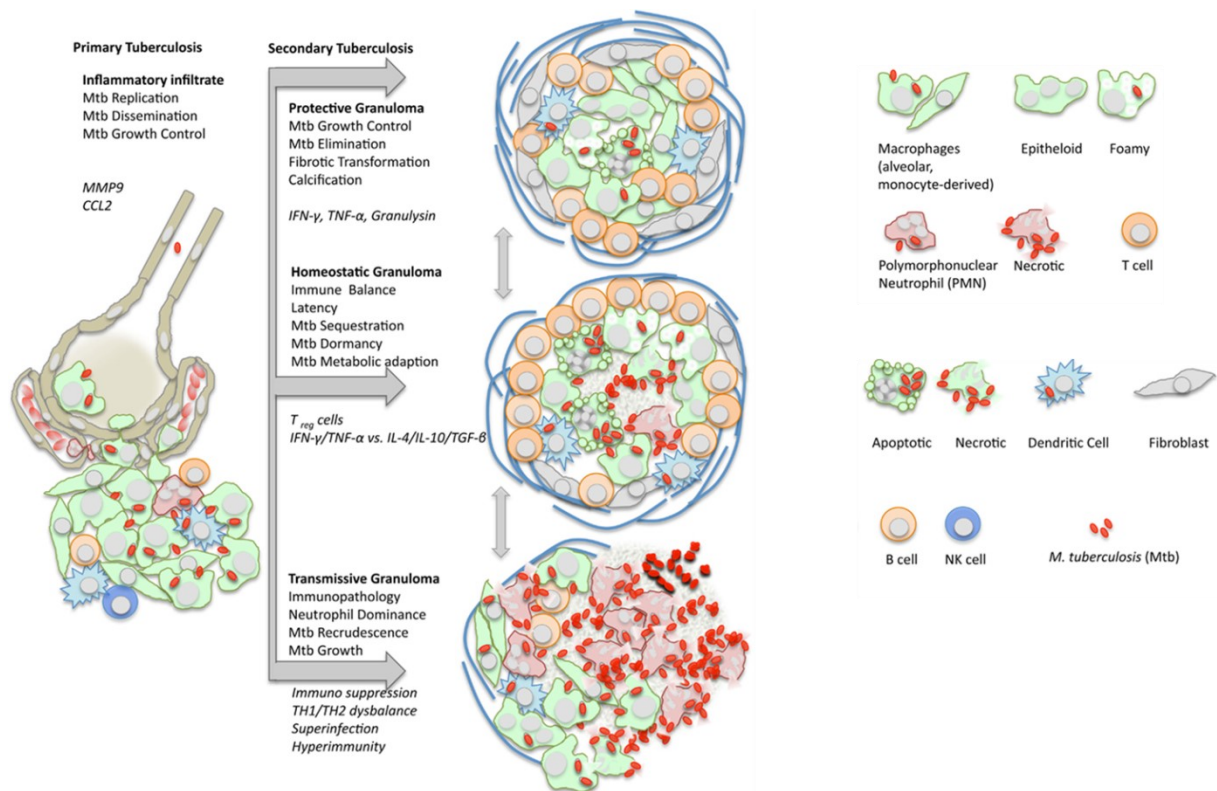 Primary Tuberculosis
Inflammatory infiltrate
Mtb Replication
Mtb Dissemination
Mtb Growth Control
MMP9
CCL2
Secondary Tuberculosis
Protective Granuloma
Mtb Growth Control
Mtb Elimination
Fibrotic Transformation
Calcification
IFN-γ, TNF-α, Granulysin
Homeostatic Granuloma
Immune Balance
Latency
Mtb Sequestration
Mtb Dormancy
Mtb Metabolic adaption
T reg cells
IFN-γ/TNF-α vs. IL-4/IL-10/TGF-ß
Transmissive Granuloma
Immunopathology
Neutrophil Dominance
Mtb Recrudescence
Mtb Growth
Immuno suppression
TH1/TH2 dysbalance
Superinfection
Hyperimmunity
Macrophages
(alveolar,
monocyte-derived)
Epitheloid
Foamy
Polymorphonuclear
Neutrophil (PMN)
Necrotic
T cell
Apoptotic
Necrotic
Dendritic Cell
Fibroblast
B cell
NK cell
M. tuberculosis (Mtb)